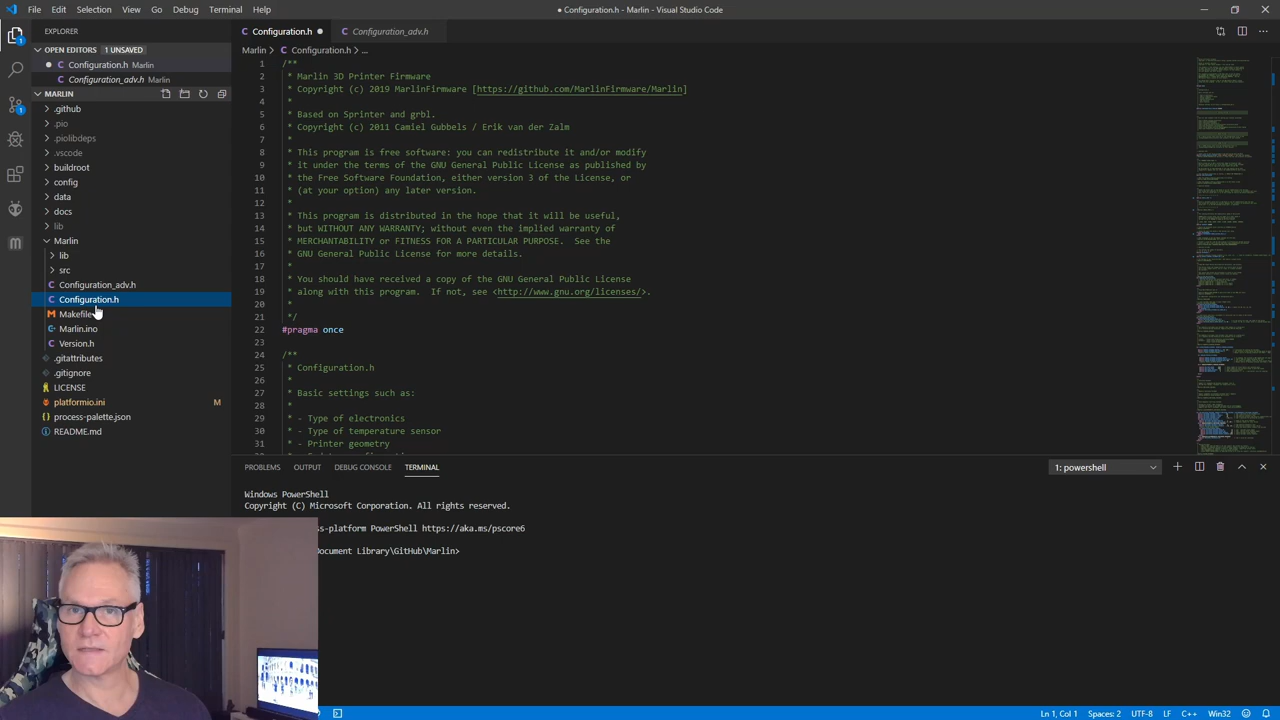 File Edit Selection View Go Debug Terminal Help
● Configuration.h - Marlin - Visual Studio Code
EXPLORER
OPEN EDITORS 1 UNSAVED
Configuration.h Marlin
Configuration_adv.h Marlin
MARLIN
.github
.pio
.piolibdeps
.vscode
buildroot
config
data
docs
lib
Marlin
lib
src
Configuration_adv.h
Configuration.h
Makefile
Marlin.ino
Version.h
.gitattributes
.gitignore
LICENSE
platformio.ini M
process-palette.json
README.md
Configuration.h Configuration_adv.h
Marlin > Configuration.h > ...
1 /**
2 * Marlin 3D Printer Firmware
3 * Copyright (c) 2019 MarlinFirmware [https://github.com/MarlinFirmware/Marlin]
4 *
5 * Based on Sprinter and grbl.
6 * Copyright (c) 2011 Camiel Gubbels / Erik van der Zalm
7 *
8 * This program is free software: you can redistribute it and/or modify
9 * it under the terms of the GNU General Public License as published by
10 * the Free Software Foundation, either version 3 of the License, or
11 * (at your option) any later version.
12 *
13 * This program is distributed in the hope that it will be useful,
14 * but WITHOUT ANY WARRANTY; without even the implied warranty of
15 * MERCHANTABILITY or FITNESS FOR A PARTICULAR PURPOSE.  See the
16 * GNU General Public License for more details.
17 *
18 * You should have received a copy of the GNU General Public License
19 * along with this program.  If not, see <http://www.gnu.org/licenses/>.
20 *
21 */
22 #pragma once
23
24 /**
25 * Configuration.h
26 *
27 * Basic settings such as:
28 *
29 * - Type of electronics
30 * - Type of temperature sensor
31 * - Printer geometry
PROBLEMS OUTPUT DEBUG CONSOLE TERMINAL
1: powershell
Windows PowerShell
Copyright (C) Microsoft Corporation. All rights reserved.
ss-platform PowerShell https://aka.ms/pscore6
Document Library\GitHub\Marlin>
Ln 1, Col 1 Spaces: 2 UTF-8 LF C++ Win32